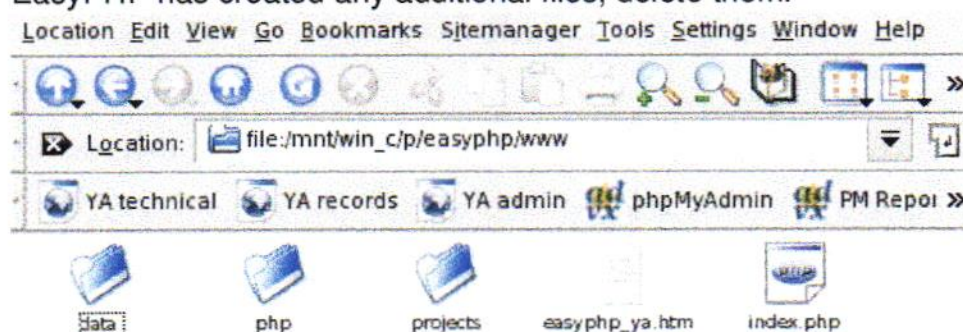 EasyPHP has created any additional files, delete them.
Location Edit View Go Bookmarks Sitemanager Tools Settings Window Help
Location: file:/mnt/win_c/p/easyphp/www
YA technical YA records YA admin phpMyAdmin PM Repor
data php projects easyphp_ya.htm index.php